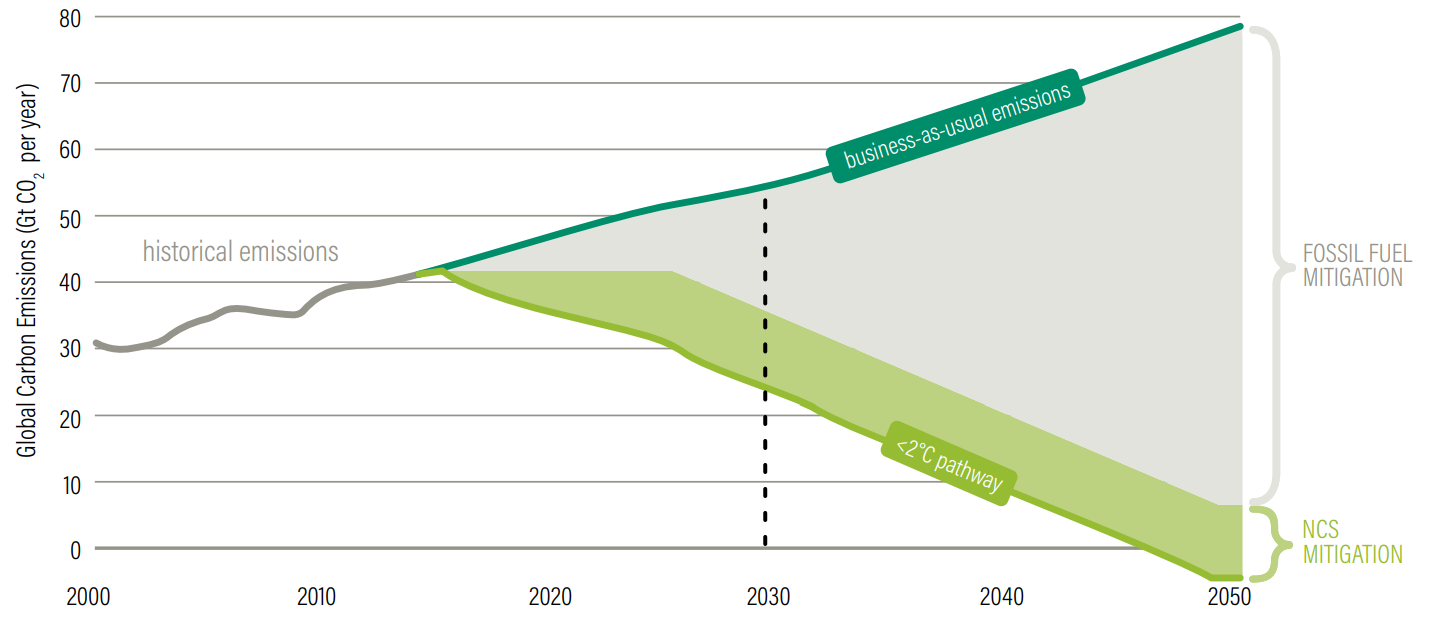 80
70
60
50
40
30
20
10
0
Global Carbon Emissions (Gt CO₂ per year)
historical emissions
business-as-usual emissions
<2°C pathway
FOSSIL FUEL
MITIGATION
NCS
MITIGATION
2000 2010 2020 2030 2040 2050